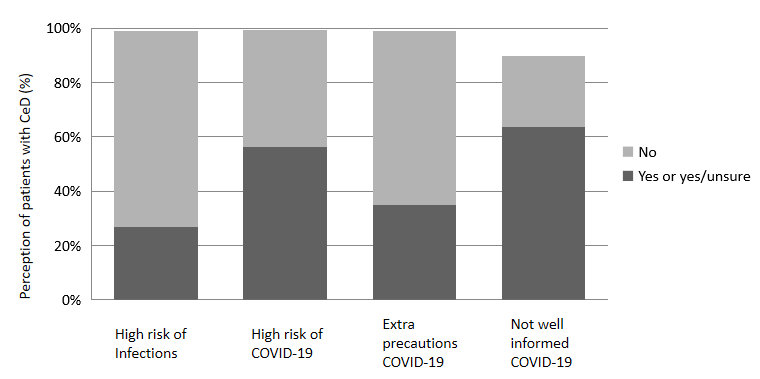 100%
80%
60%
40%
20%
0%
Perception of patients with CeD (%)
No
Yes or yes/unsure
High risk of
Infections
High risk of
COVID-19
Extra
precautions
COVID-19
Not well
informed
COVID-19